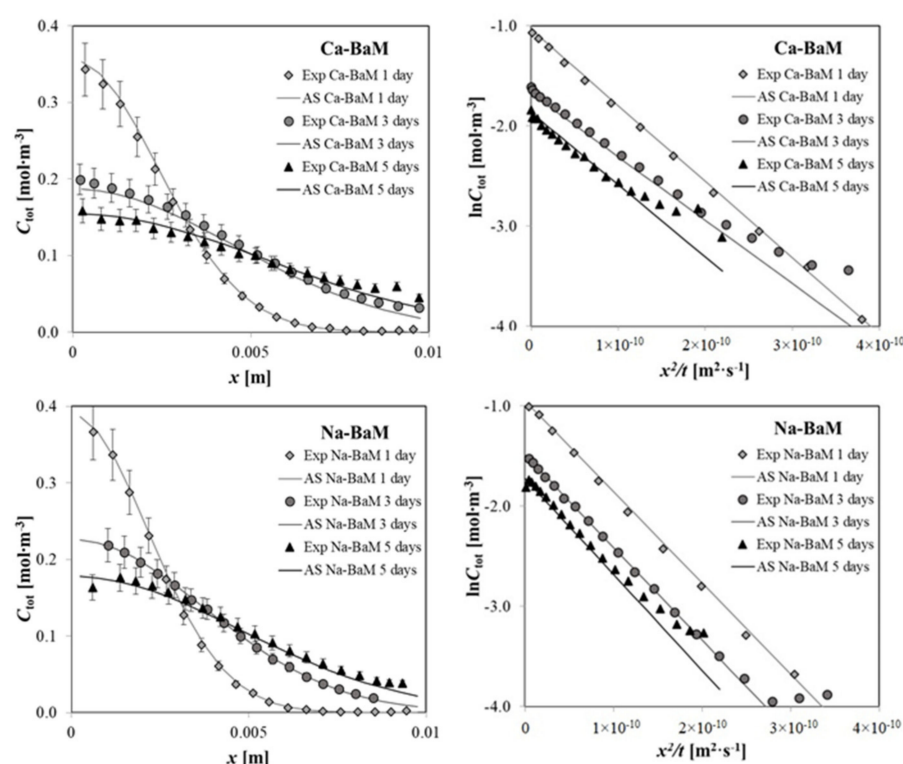 0.4
0.3
0.2
0.1
0.0
C_tot [mol·m⁻³]
0
0.005
0.01
x [m]
Ca-BaM
Exp Ca-BaM 1 day
AS Ca-BaM 1 day
Exp Ca-BaM 3 days
AS Ca-BaM 3 days
Exp Ca-BaM 5 days
AS Ca-BaM 5 days
-1.0
-2.0
-3.0
-4.0
lnC_tot [mol·m⁻³]
0
1×10⁻¹⁰
2×10⁻¹⁰
3×10⁻¹⁰
4×10⁻¹⁰
x²/t [m²·s⁻¹]
Ca-BaM
Exp Ca-BaM 1 day
AS Ca-BaM 1 day
Exp Ca-BaM 3 days
AS Ca-BaM 3 days
Exp Ca-BaM 5 days
AS Ca-BaM 5 days
0.4
0.3
0.2
0.1
0.0
C_tot [mol·m⁻³]
0
0.005
0.01
x [m]
Na-BaM
Exp Na-BaM 1 day
AS Na-BaM 1 day
Exp Na-BaM 3 days
AS Na-BaM 3 days
Exp Na-BaM 5 days
AS Na-BaM 5 days
-1.0
-2.0
-3.0
-4.0
lnC_tot [mol·m⁻³]
0
1×10⁻¹⁰
2×10⁻¹⁰
3×10⁻¹⁰
4×10⁻¹⁰
x²/t [m²·s⁻¹]
Na-BaM
Exp Na-BaM 1 day
AS Na-BaM 1 day
Exp Na-BaM 3 days
AS Na-BaM 3 days
Exp Na-BaM 5 days
AS Na-BaM 5 days